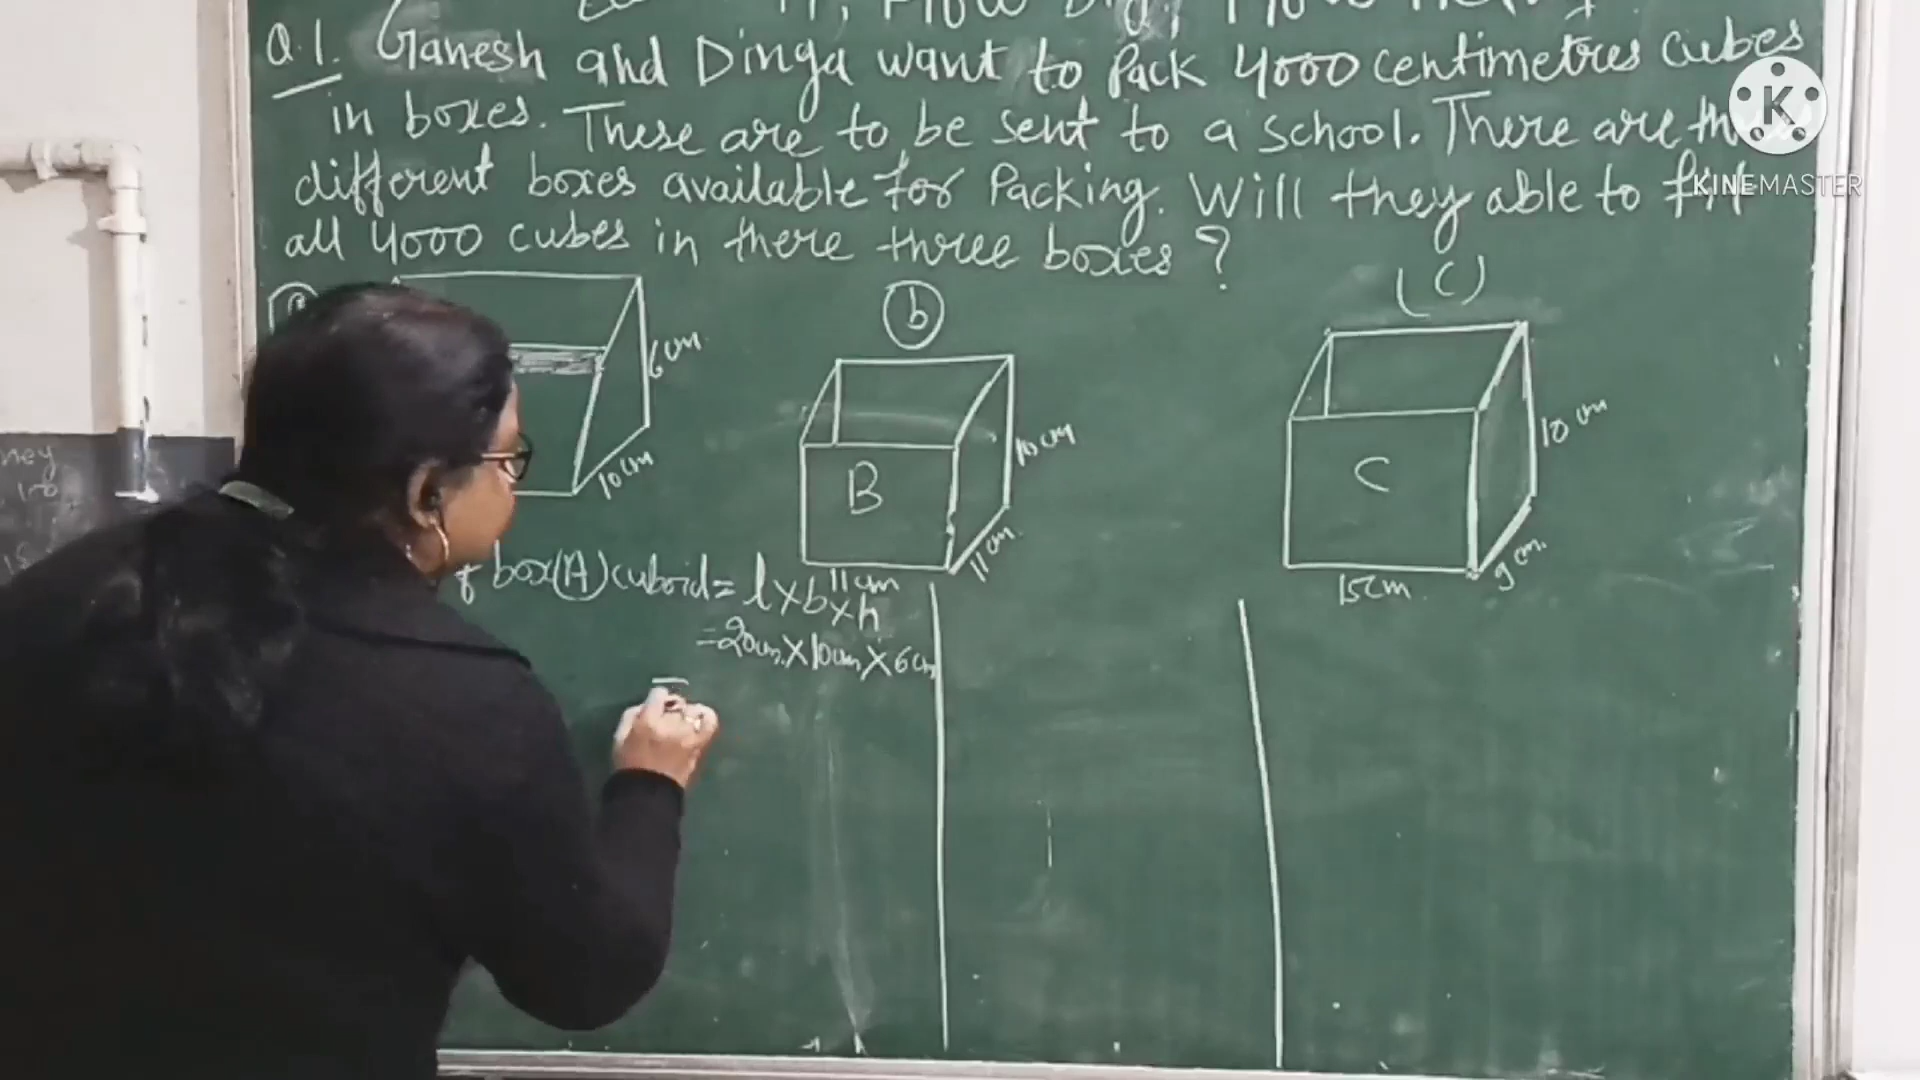 Q.1. Ganesh and Dinga want to Pack 4000 centimetres cubes
in boxes. These are to be sent to a school. There are
different boxes available for Packing. Will they able to fill
all 4000 cubes in there three boxes ?
K
KINEMASTER
b
(C)
6cm
10cm
B
10cm
11cm
11cm
C
10cm
9cm.
15cm
box(A)cuboid= l×b×h
=20cm×10cm×6cm
=